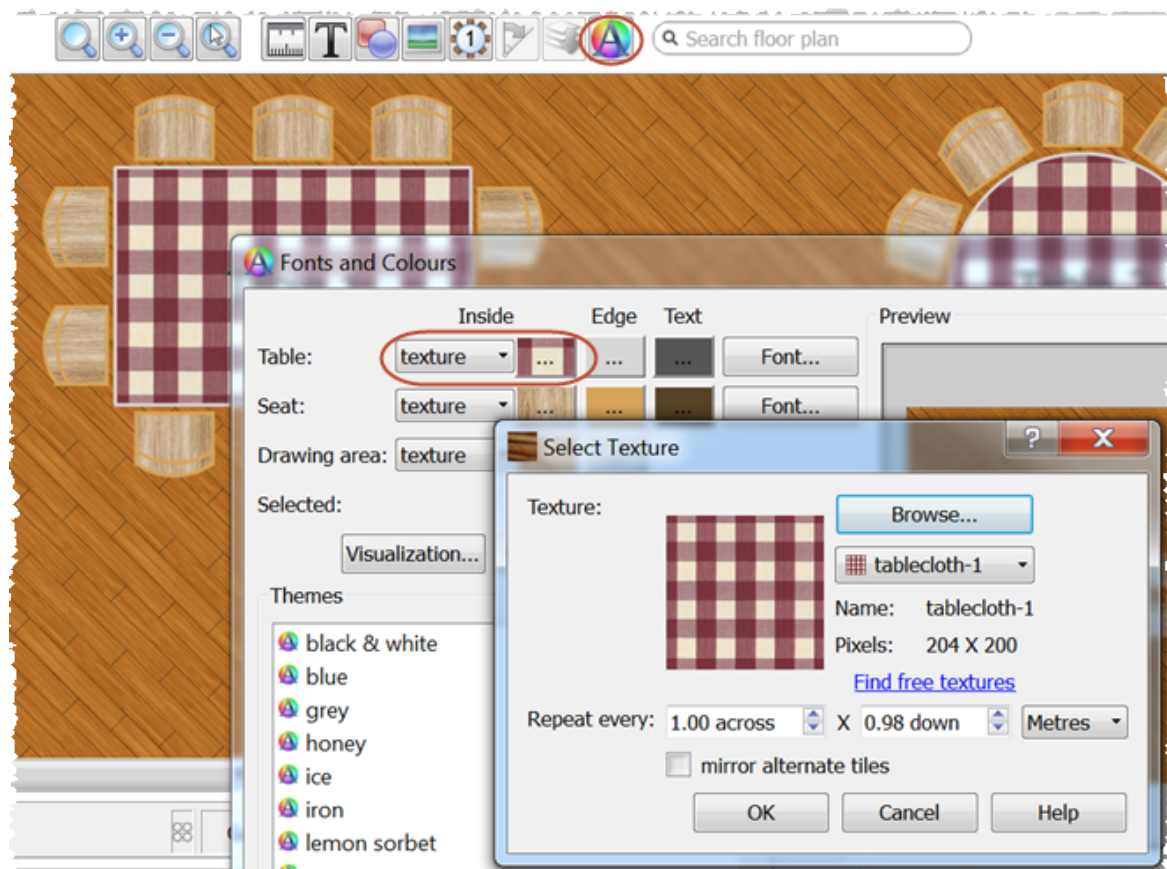 T
1
A
Search floor plan
A Fonts and Colours
Inside Edge Text
Preview
Table: texture ... ... ... Font...
Seat: texture ... ... ... Font...
Drawing area: texture
Selected:
Visualization...
Themes
A black & white
A blue
A grey
A honey
A ice
A iron
A lemon sorbet
Select Texture
? X
Texture:
Browse...
tablecloth-1
Name: tablecloth-1
Pixels: 204 X 200
Find free textures
Repeat every: 1.00 across X 0.98 down Metres
mirror alternate tiles
OK Cancel Help